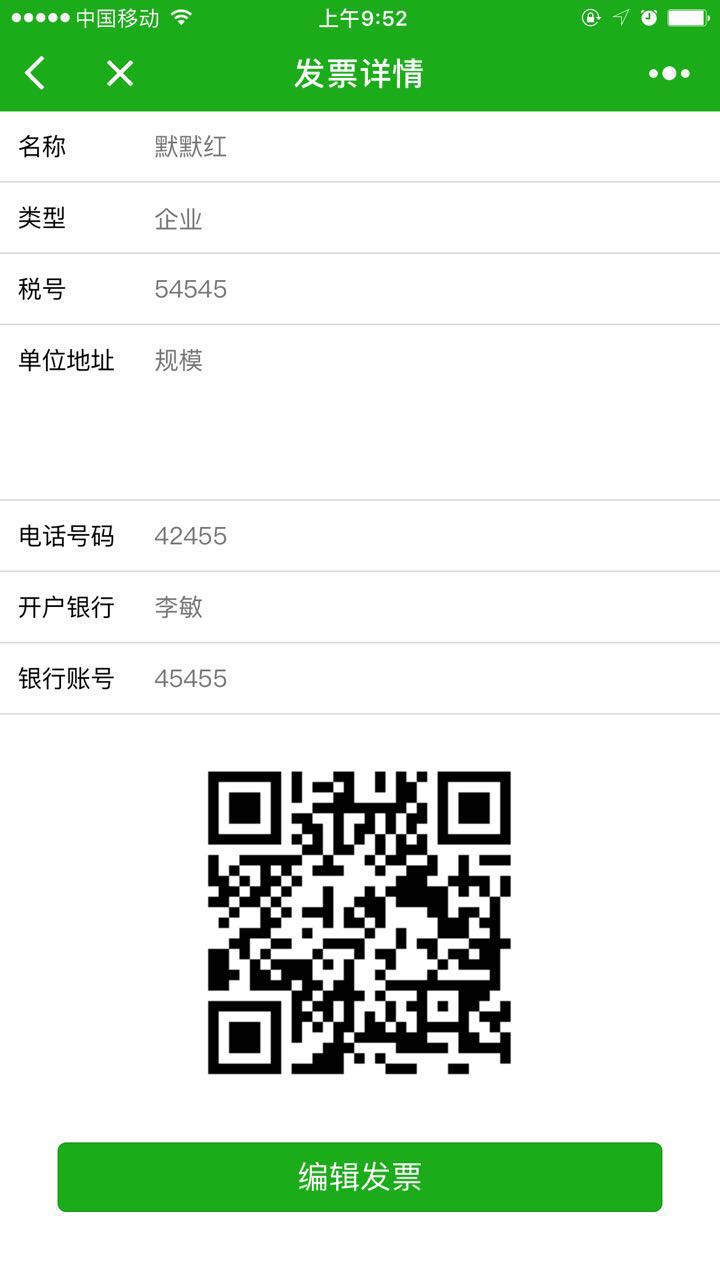 中国移动 上午9:52
发票详情
名称 默默红
类型 企业
税号 54545
单位地址 规模
电话号码 42455
开户银行 李敏
银行账号 45455
编辑发票